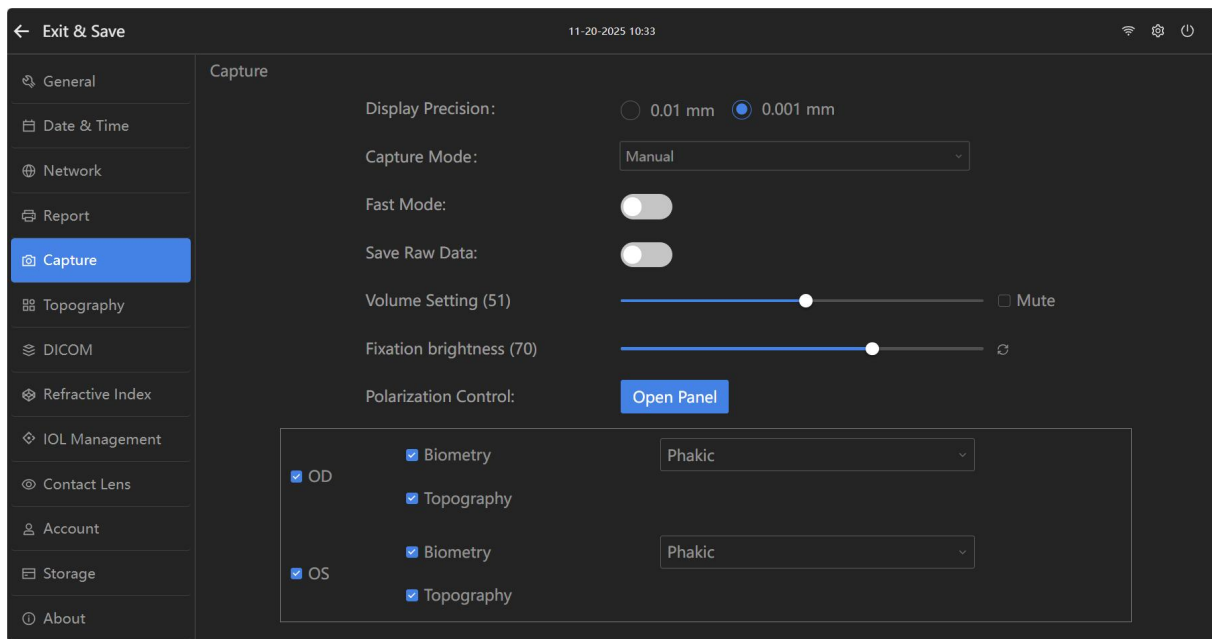 Exit & Save
11-20-2025 10:33
General
Date & Time
Network
Report
Capture
Topography
DICOM
Refractive Index
IOL Management
Contact Lens
Account
Storage
About
Capture
Display Precision: 0.01 mm 0.001 mm
Capture Mode: Manual
Fast Mode:
Save Raw Data:
Volume Setting (51) Mute
Fixation brightness (70)
Polarization Control: Open Panel
OD
Biometry Phakic
Topography
OS
Biometry Phakic
Topography